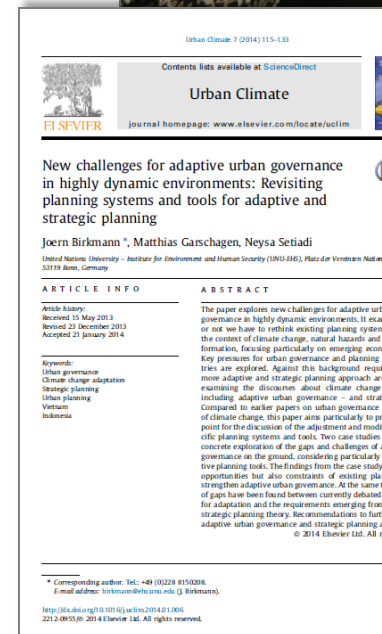 Urban Climate 7 (2014) 115–133
Contents lists available at ScienceDirect
Urban Climate
journal homepage: www.elsevier.com/locate/uclim
ELSEVIER
New challenges for adaptive urban governance
in highly dynamic environments: Revisiting
planning systems and tools for adaptive and
strategic planning
Joern Birkmann *, Matthias Garschagen, Neysa Setiadi
United Nations University – Institute for Environment and Human Security (UNU-EHS), Platz der Vereinten Nation
53119 Bonn, Germany
ARTICLE INFO
Article history:
Received 15 May 2013
Revised 23 December 2013
Accepted 21 January 2014
Keywords:
Urban governance
Climate change adaptation
Strategic planning
Urban planning
Vietnam
Indonesia
ABSTRACT
The paper explores new challenges for adaptive urb
governance in highly dynamic environments. It exa
or not we have to rethink existing planning system
the context of climate change, natural hazards and
formation, focusing particularly on emerging econ
Key pressures for urban governance and planning
tries are explored. Against this background requi
more adaptive and strategic planning approach are
examining the discourses about climate change
including adaptive urban governance – and strat
Compared to earlier papers on urban governance
of climate change, this paper aims particularly to pr
point for the discussion of the adjustment and modi
cific planning systems and tools. Two case studies
concrete exploration of the gaps and challenges of a
governance on the ground, considering particularly
tive planning tools. The findings from the case study
opportunities but also constraints of existing pla
strengthen adaptive urban governance. At the same t
of gaps have been found between currently debated
for adaptation and the requirements emerging from
strategic planning theory. Recommendations to furt
adaptive urban governance and strategic planning a
© 2014 Elsevier Ltd. All r
* Corresponding author. Tel.: +49 (0)228 8150208.
E-mail address: birkmann@ehs.unu.edu (J. Birkmann).
http://dx.doi.org/10.1016/j.uclim.2014.01.006
2212-0955/© 2014 Elsevier Ltd. All rights reserved.